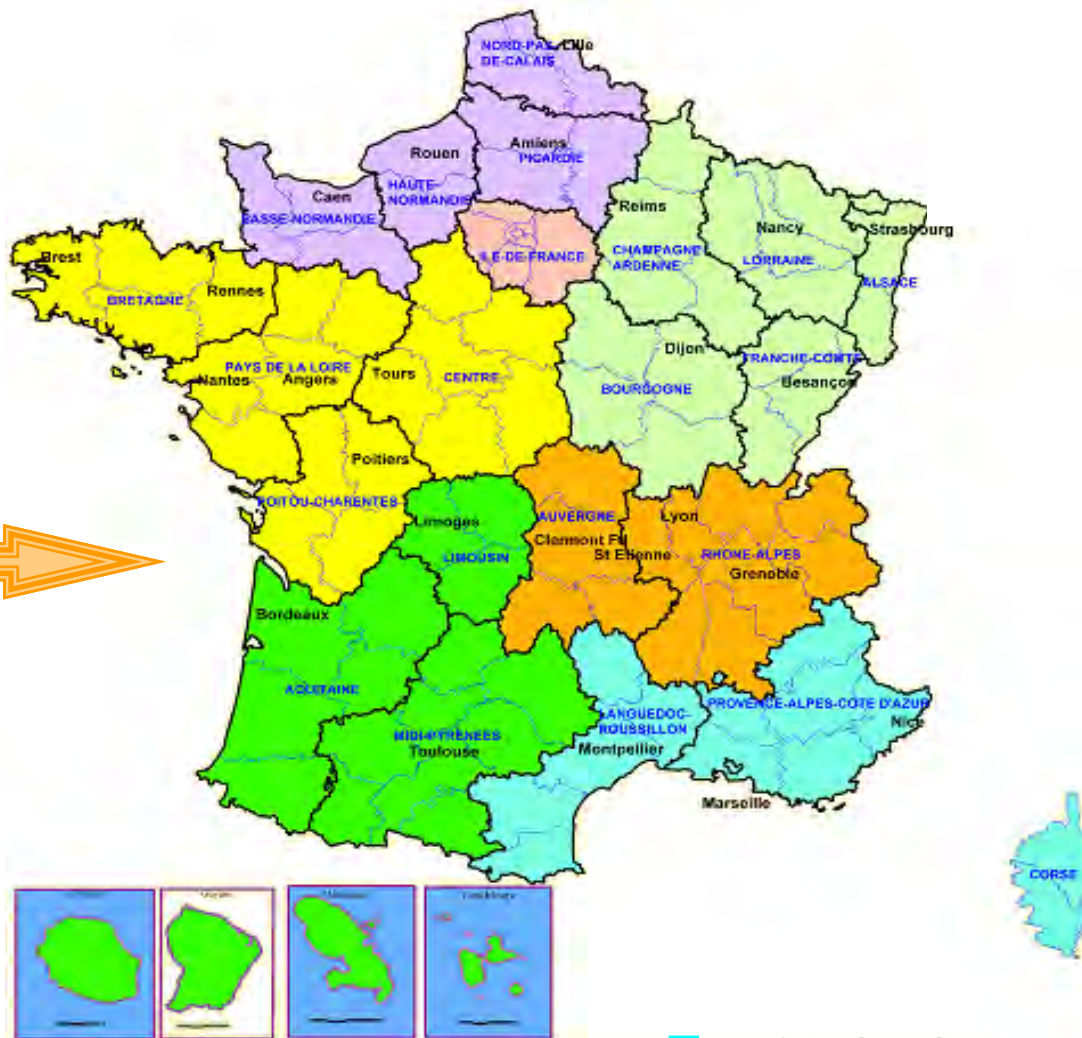 NORD-PAS Lille
DE-CALAIS
Amiens
PICARDIE
Rouen
HAUTE-
NORMANDIE
Caen
BASSE-NORMANDIE
ILE-DE-FRANCE
Reims
CHAMPAGNE
ARDENNE
Nancy
LORRAINE
Strasbourg
ALSACE
Brest
Rennes
BRETAGNE
PAYS DE LA LOIRE
Nantes
Angers
Tours
CENTRE
Dijon
BOURGOGNE
FRANCHE-COMTE
Besançon
Poitiers
POITOU-CHARENTES
Limoges
LIMOUSIN
AUVERGNE
Clermont Fd
St Etienne
Lyon
RHONE-ALPES
Grenoble
Bordeaux
AQUITAINE
MIDI-PYRENEES
Toulouse
LANGUEDOC-
ROUSSILLON
Montpellier
PROVENCE-ALPES-COTE D'AZUR
Nice
Marseille
CORSE